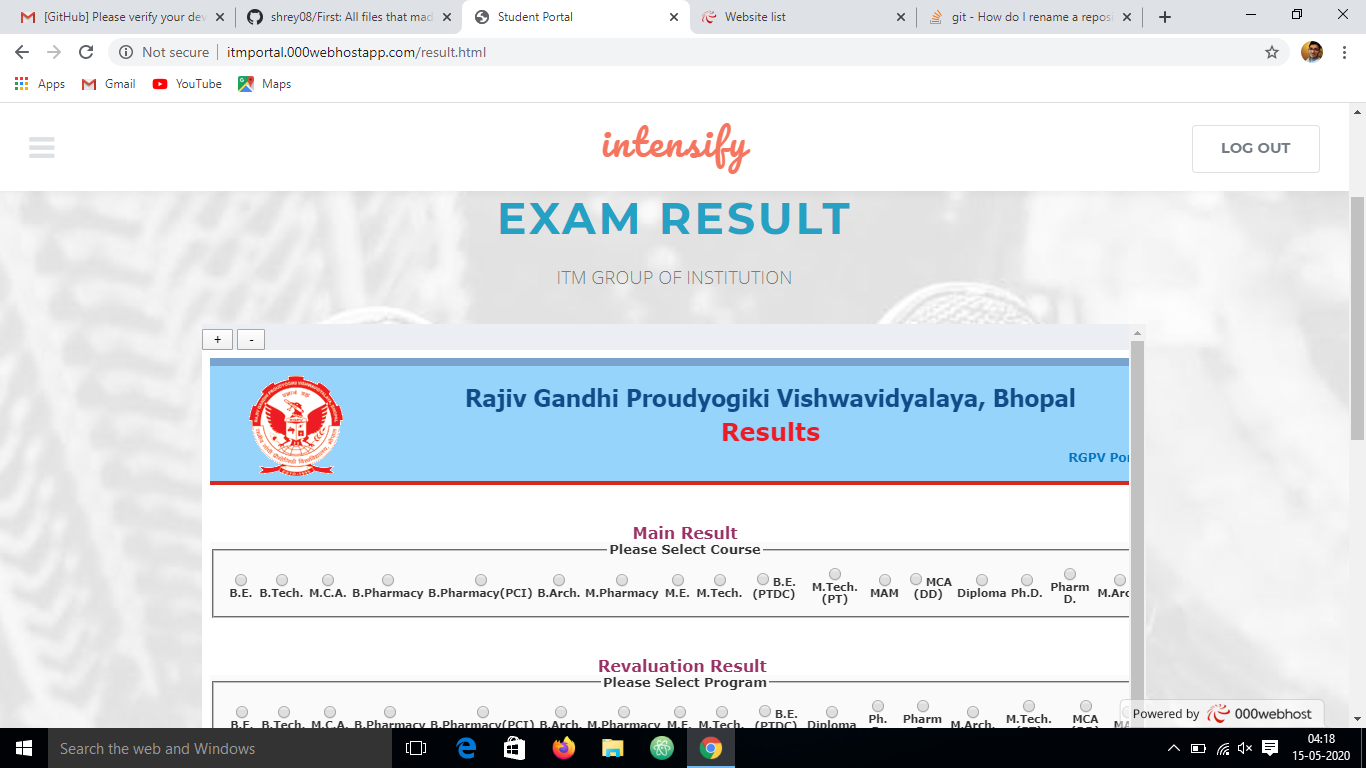 [GitHub] Please verify your dev
shrey08/First: All files that mad
Student Portal
Website list
git - How do I rename a reposi
Not secure itmportal.000webhostapp.com/result.html
Apps Gmail YouTube Maps
intensify
LOG OUT
EXAM RESULT
ITM GROUP OF INSTITUTION
+ -
Rajiv Gandhi Proudyogiki Vishwavidyalaya, Bhopal
Results
RGPV Por
Main Result
Please Select Course
B.E. B.Tech. M.C.A. B.Pharmacy B.Pharmacy(PCI) B.Arch. M.Pharmacy M.E. M.Tech. B.E. (PTDC) M.Tech. (PT) MAM MCA (DD) Diploma Ph.D. Pharm D. M.Arc
Revaluation Result
Please Select Program
B.E. B.Tech. M.C.A. B.Pharmacy B.Pharmacy(PCI) B.Arch. M.Pharmacy M.E. M.Tech. B.E. (PTDC) Diploma Ph. Pharm M.Arch. M.Tech. MCA
Powered by 000webhost
Search the web and Windows
04:18
15-05-2020